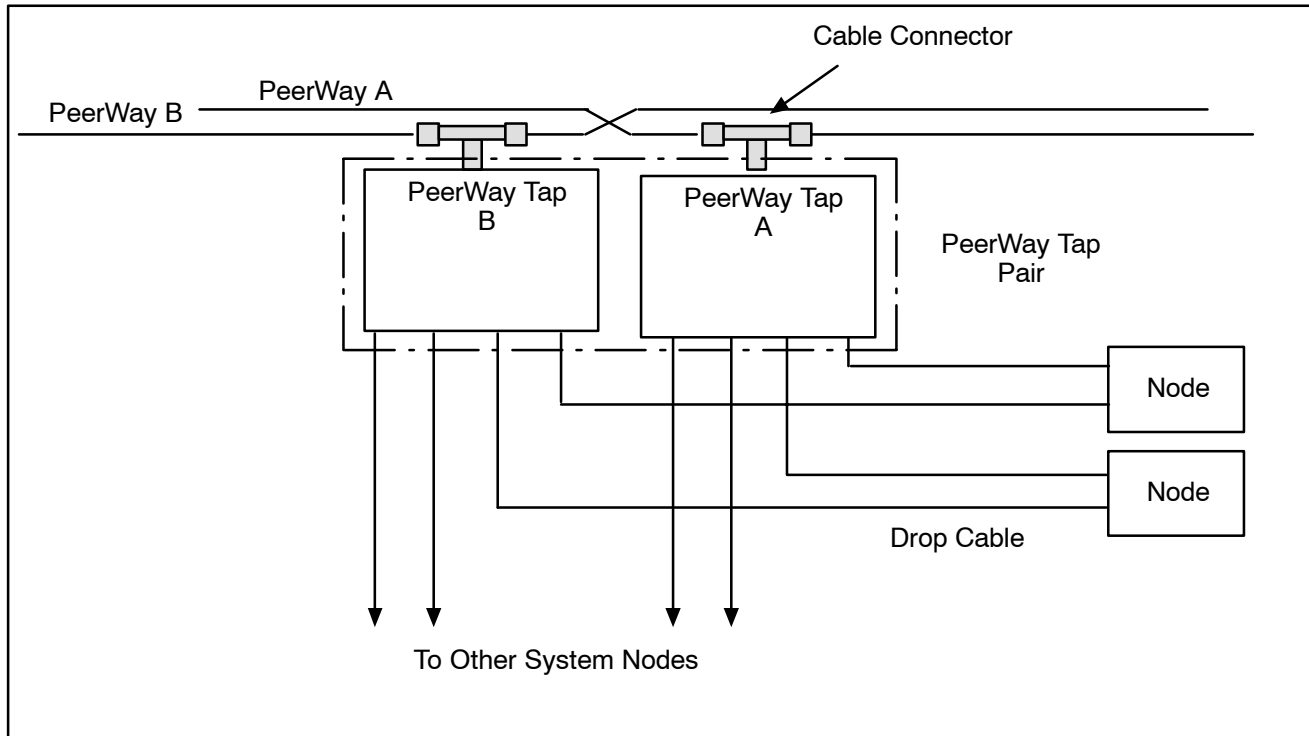 Cable Connector
PeerWay A
PeerWay B
PeerWay Tap
B
PeerWay Tap
A
PeerWay Tap
Pair
Node
Node
Drop Cable
To Other System Nodes